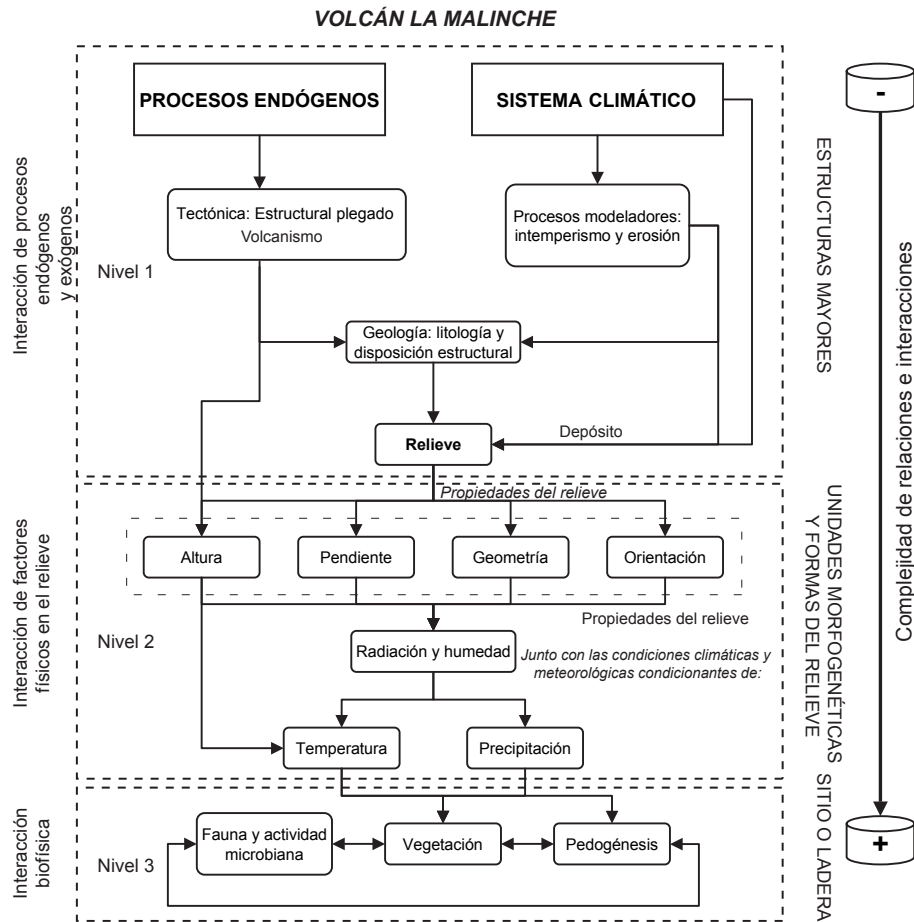 VOLCÁN LA MALINCHE
PROCESOS ENDÓGENOS
SISTEMA CLIMÁTICO
-
Tectónica: Estructural plegado
Volcanismo
Procesos modeladores:
intemperismo y erosión
Interacción de procesos
endógenos
y exógenos
Nivel 1
ESTRUCTURAS MAYORES
Geología: litología y
disposición estructural
Relieve
Depósito
Complejidad de relaciones e interacciones
Propiedades del relieve
Altura
Pendiente
Geometría
Orientación
Propiedades del relieve
Interacción de factores
físicos en el relieve
Nivel 2
Radiación y humedad
Junto con las condiciones climáticas y
meteorológicas condicionantes de:
UNIDADES MORFOGENÉTICAS
Y FORMAS DEL RELIEVE
Temperatura
Precipitación
Interacción
biofísica
Nivel 3
Fauna y actividad
microbiana
Vegetación
Pedogénesis
SITIO O LADERA
+